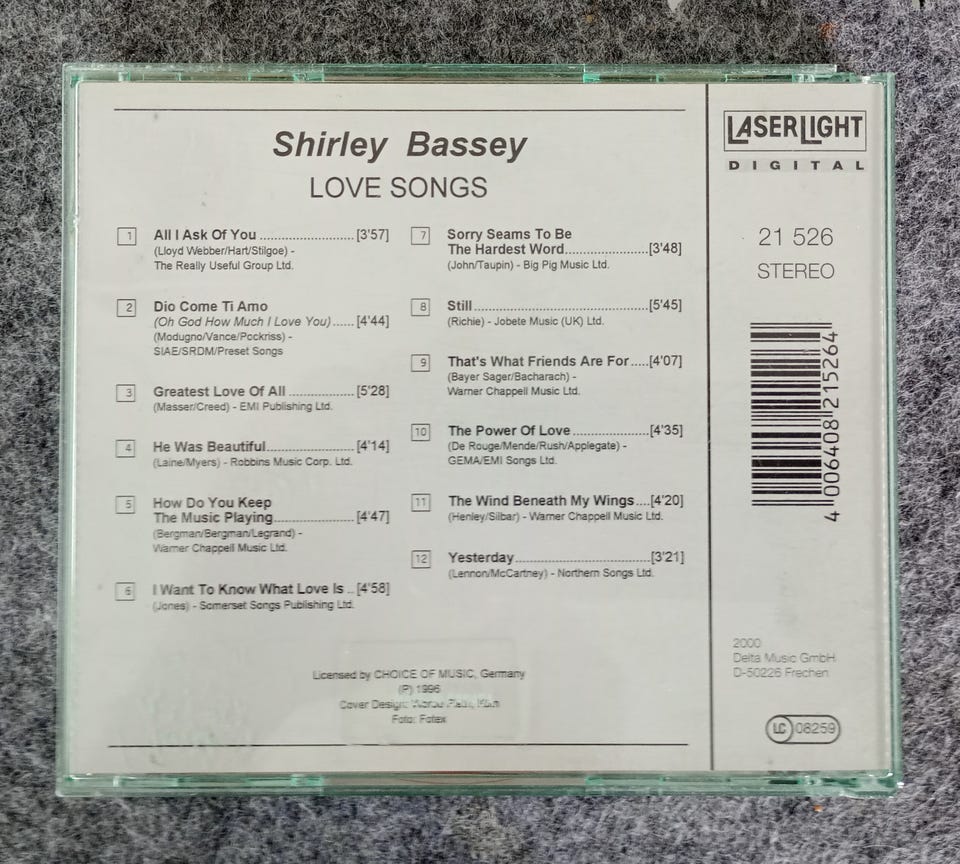 Shirley Bassey
LOVE SONGS
1 All I Ask Of You ........................ [3'57]
(Lloyd Webber/Hart/Stilgoe) -
The Really Useful Group Ltd.
2 Dio Come Ti Amo
(Oh God How Much I Love You) ..... [4'44]
(Modugno/Vance/Pockriss) -
SIAE/SRDM/Preset Songs
3 Greatest Love Of All ................ [5'28]
(Masser/Creed) - EMI Publishing Ltd.
4 He Was Beautiful...................... [4'14]
(Laine/Myers) - Robbins Music Corp. Ltd.
5 How Do You Keep
The Music Playing.................... [4'47]
(Bergman/Bergman/Legrand) -
Warner Chappell Music Ltd.
6 I Want To Know What Love Is .. [4'58]
(Jones) - Somerset Songs Publishing Ltd.
7 Sorry Seams To Be
The Hardest Word.....................[3'48]
(John/Taupin) - Big Pig Music Ltd.
8 Still............................................[5'45]
(Richie) - Jobete Music (UK) Ltd.
9 That's What Friends Are For.....[4'07]
(Bayer Sager/Bacharach) -
Warner Chappell Music Ltd.
10 The Power Of Love ...................[4'35]
(De Rouge/Mende/Rush/Applegate) -
GEMA/EMI Songs Ltd.
11 The Wind Beneath My Wings....[4'20]
(Henley/Silbar) - Warner Chappell Music Ltd.
12 Yesterday..................................[3'21]
(Lennon/McCartney) - Northern Songs Ltd.
Licensed by CHOICE OF MUSIC, Germany
(P) 1996
Cover Design:
Foto: Fotex
LASERLIGHT
DIGITAL
21 526
STEREO
4 006408 215264
2000
Delta Music GmbH
D-50226 Frechen
LC 08259